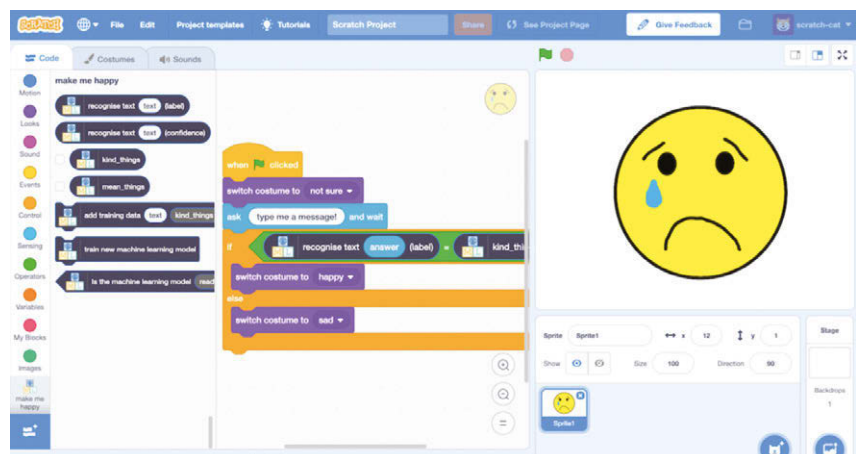 SCRATCH
File Edit Project templates Tutorials Scratch Project Share See Project Page Give Feedback scratch-cat
Code Costumes Sounds
Motion
Looks
Sound
Events
Control
Sensing
Operators
Variables
My Blocks
Images
make me
happy
make me happy
recognise text text (label)
recognise text text (confidence)
kind_things
mean_things
add training data text kind_things
train new machine learning model
Is the machine learning model read
when clicked
switch costume to not sure
ask type me a message! and wait
if recognise text answer (label) = kind_thi
switch costume to happy
else
switch costume to sad
Sprite Sprite1 x 12 y 1
Show Size 100 Direction 90
Sprite1
Stage
Backdrops
1